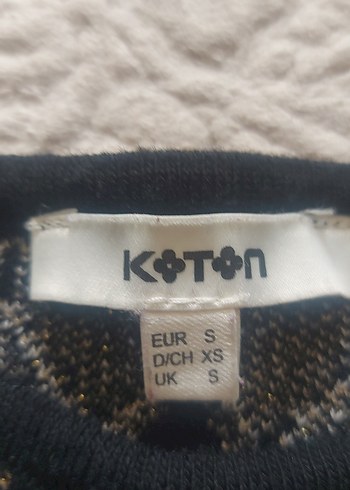 KOTON
EUR S
D/CH XS
UK S